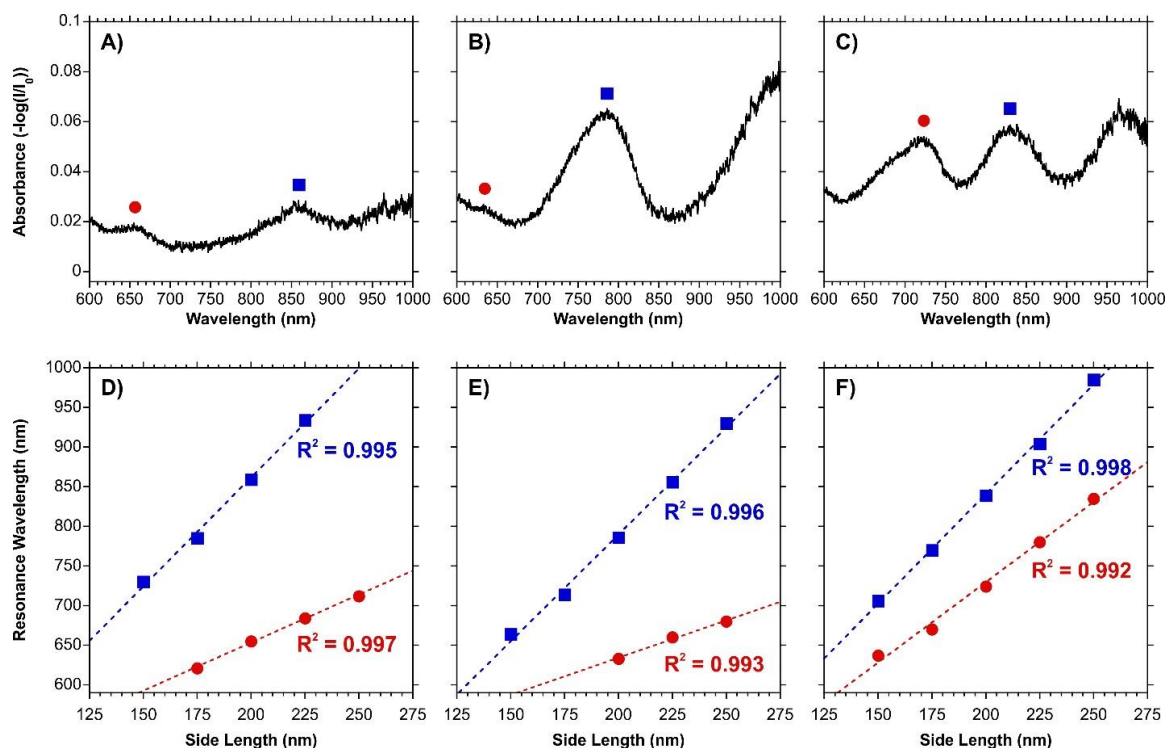 A)
B)
C)
Absorbance (-log(I/I₀))
0.1
0.08
0.06
0.04
0.02
0
600 650 700 750 800 850 900 950 1000
600 650 700 750 800 850 900 950 1000
600 650 700 750 800 850 900 950 1000
Wavelength (nm)
Wavelength (nm)
Wavelength (nm)
D)
E)
F)
Resonance Wavelength (nm)
1000
950
900
850
800
750
700
650
600
R² = 0.995
R² = 0.997
R² = 0.996
R² = 0.993
R² = 0.998
R² = 0.992
125 150 175 200 225 250 275
125 150 175 200 225 250 275
125 150 175 200 225 250 275
Side Length (nm)
Side Length (nm)
Side Length (nm)